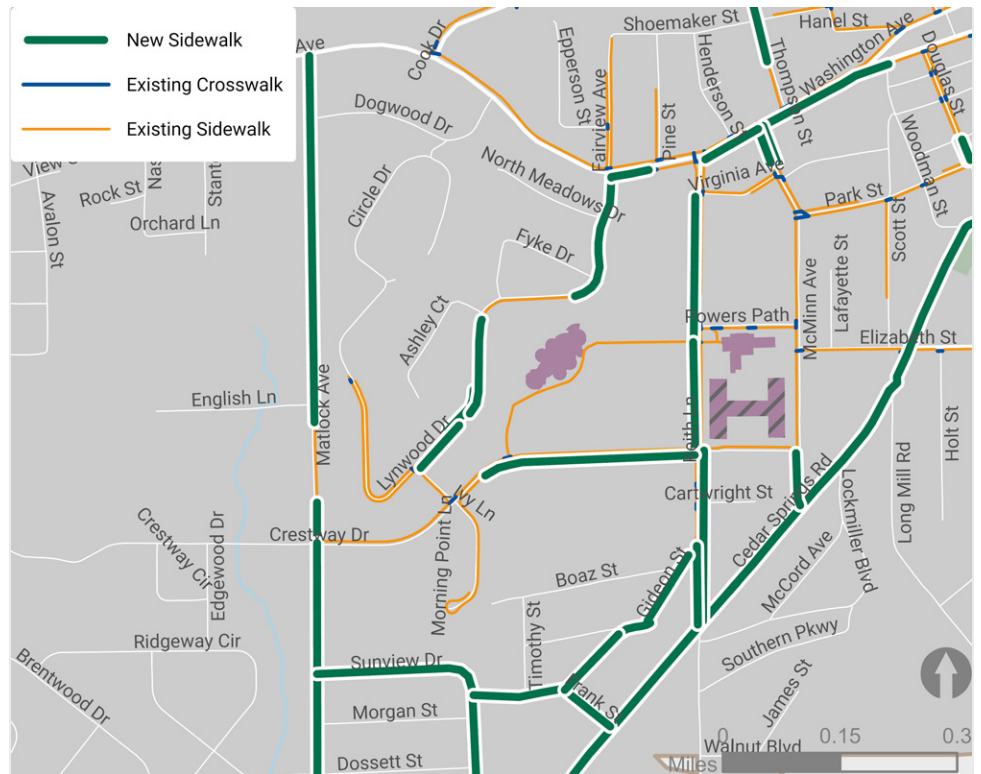 New Sidewalk
Existing Crosswalk
Existing Sidewalk
Ave
Cook Dr
Shoemaker St
Hanel St
Epperson St
Fairview Ave
Henderson St
Thompson St
Washington Ave
Douglas St
Dogwood Dr
Pine St
Woodman St
View
Rock St
Nas
Stant
North Meadows Dr
Virginia Ave
Park St
Avalon St
Orchard Ln
Circle Dr
Fyke Dr
Scott St
Lafayette St
McMinn Ave
Ashley Ct
Powers Path
Elizabeth St
English Ln
Matlock Ave
Keith Ln
Holt St
Lynwood Dr
Long Mill Rd
Cartwright St
Cedar Springs Rd
Lockmiller Blvd
Ivy Ln
Crestway Dr
Crestway Cir
Edgewood Dr
Morning Point Ln
Boaz St
Gideon St
McCord Ave
Timothy St
Ridgeway Cir
Southern Pkwy
Brentwood Dr
Sunview Dr
Frank St
James St
Morgan St
Dossett St
Walnut Blvd
0
0.15
0.3
Miles